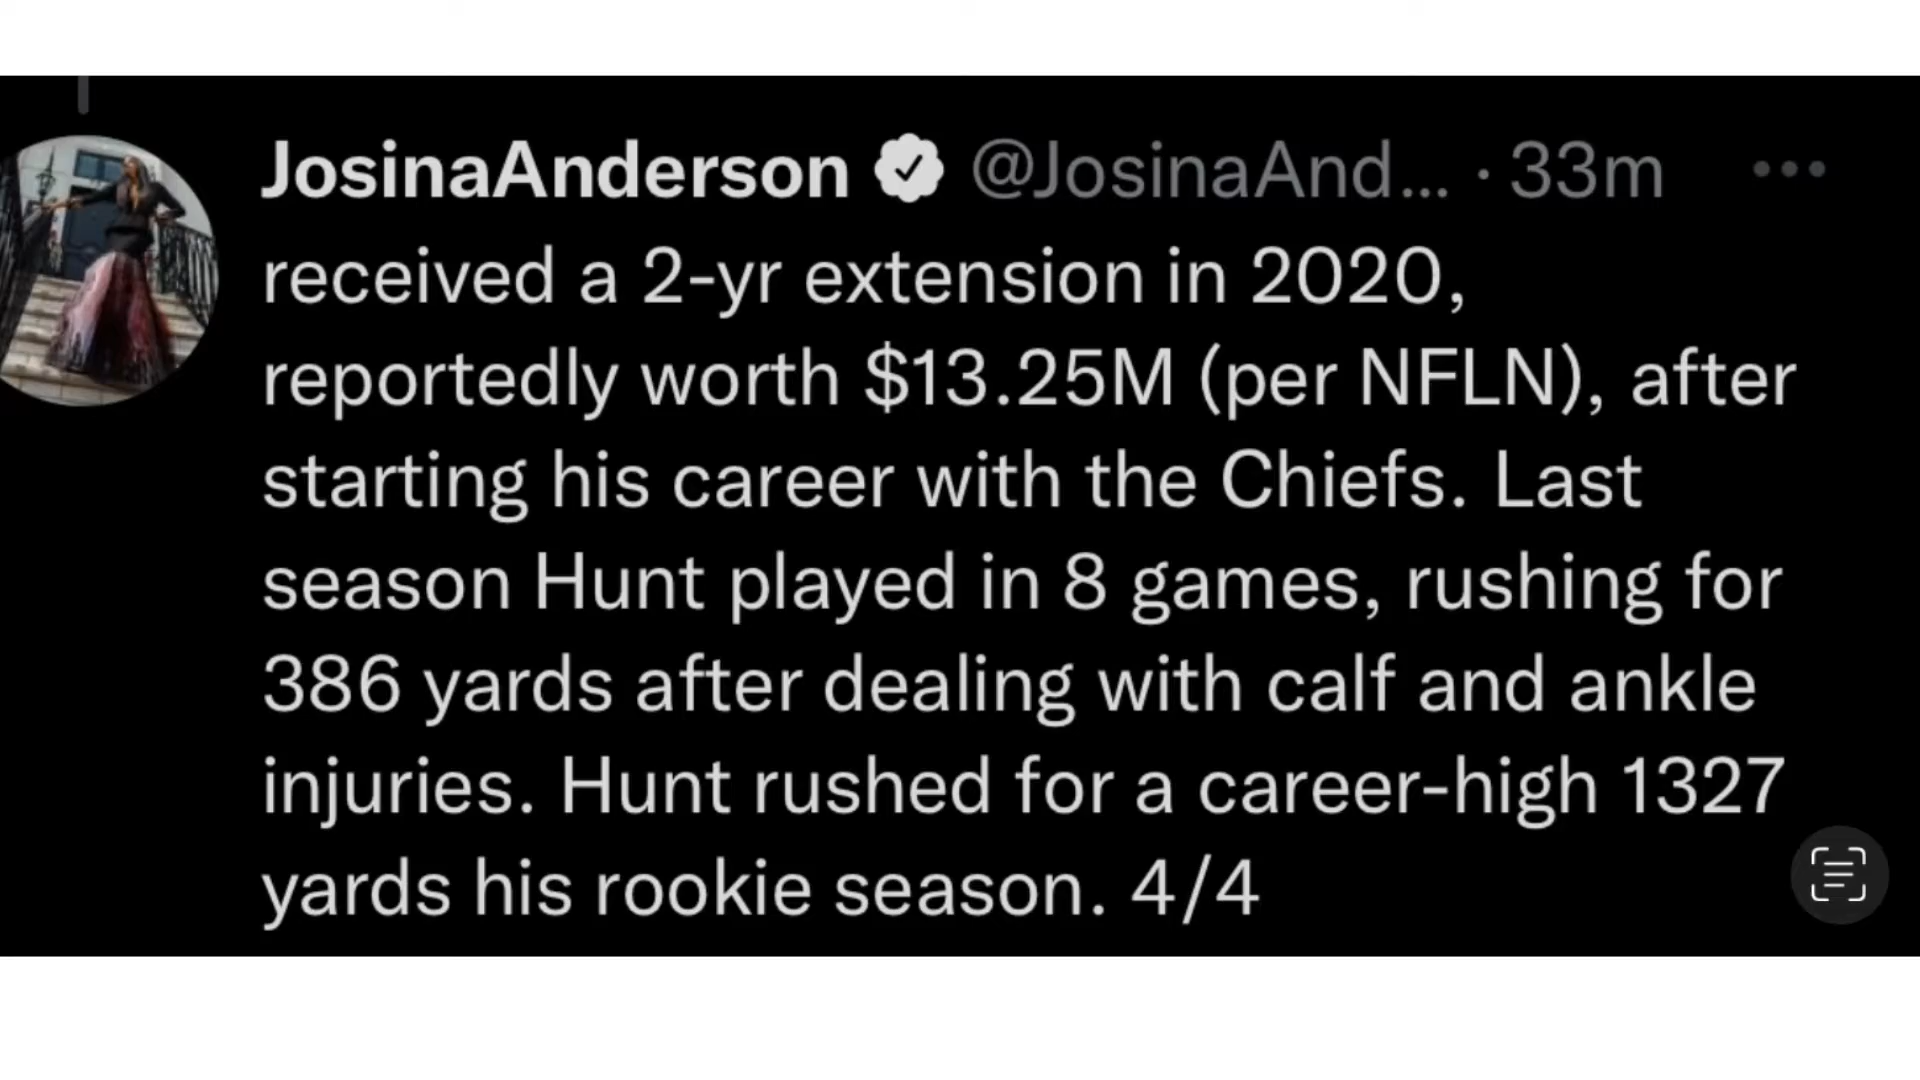 JosinaAnderson @JosinaAnd... · 33m
received a 2-yr extension in 2020,
reportedly worth $13.25M (per NFLN), after
starting his career with the Chiefs. Last
season Hunt played in 8 games, rushing for
386 yards after dealing with calf and ankle
injuries. Hunt rushed for a career-high 1327
yards his rookie season. 4/4